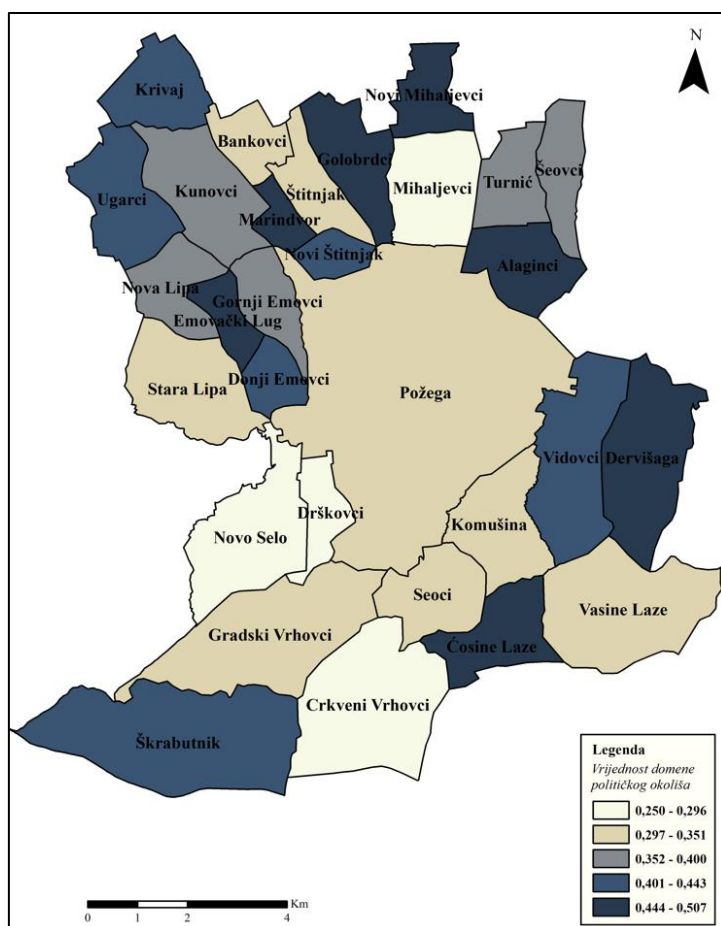 N
Krivaj
Novi Mihaljevci
Bankovci
Golobrdci
Šeovci
Turnić
Mihaljevci
Kunovci
Štitnjak
Ugarci
Marindvor
Novi Štitnjak
Alaginci
Nova Lipa
Gornji Emovci
Emovački Lug
Donji Emovci
Stara Lipa
Požega
Vidovci
Dervišaga
Komušina
Drškovci
Novo Selo
Seoci
Vasine Laze
Gradski Vrhovci
Ćosine Laze
Crkveni Vrhovci
Škrabutnik
Legenda
Vrijednost domene
političkog okoliša
0,250 - 0,296
0,297 - 0,351
0,352 - 0,400
0,401 - 0,443
0,444 - 0,507
Km
0 1 2 4